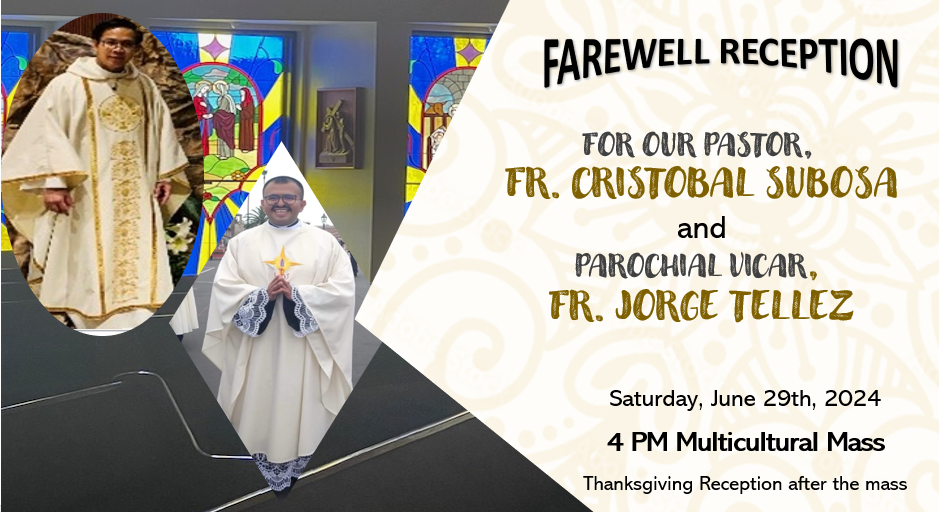 FAREWELL RECEPTION
FOR OUR PASTOR,
FR. CRISTOBAL SUBOSA
and
PAROCHIAL VICAR,
FR. JORGE TELLEZ
Saturday, June 29th, 2024
4 PM Multicultural Mass
Thanksgiving Reception after the mass